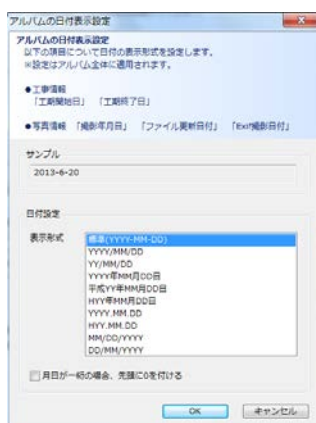 アルバムの日付表示設定
アルバムの日付表示設定
以下の項目について日付の表示形式を設定します。
※設定はアルバム全体に適用されます。
●工事情報
「工期開始日」 「工期終了日」
●写真情報 「撮影年月日」 「ファイル更新日付」 「Exif撮影日付」
サンプル
2013-6-20
日付設定
表示形式
標準(YYYY-MM-DD)
YYYY/MM/DD
YY/MM/DD
YYYY年MM月DD日
平成YY年MM月DD日
HYY年MM月DD日
YYYY.MM.DD
HYY.MM.DD
MM/DD/YYYY
DD/MM/YYYY
月日が一桁の場合、先頭に0を付ける
OK
キャンセル